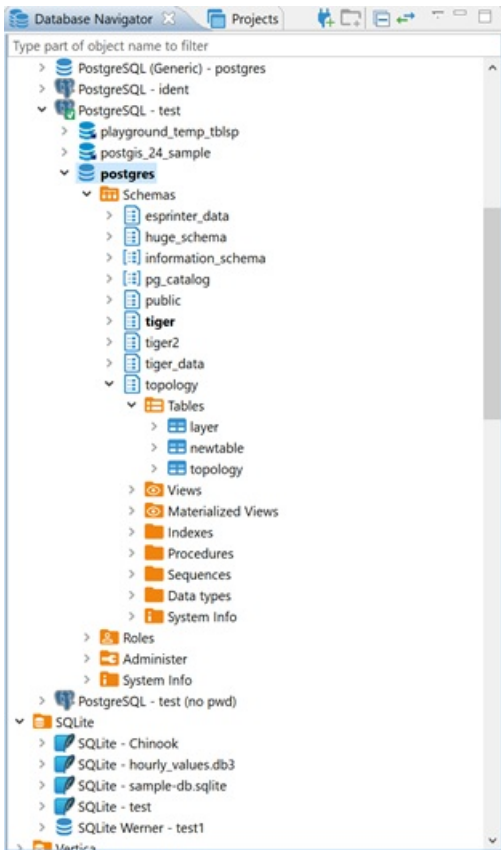 Database Navigator
Projects
Type part of object name to filter
PostgreSQL (Generic) - postgres
PostgreSQL - ident
PostgreSQL - test
playground_temp_tblsp
postgis_24_sample
postgres
Schemas
esprinter_data
huge_schema
information_schema
pg_catalog
public
tiger
tiger2
tiger_data
topology
Tables
layer
newtable
topology
Views
Materialized Views
Indexes
Procedures
Sequences
Data types
System Info
Roles
Administer
System Info
PostgreSQL - test (no pwd)
SQLite
SQLite - Chinook
SQLite - hourly_values.db3
SQLite - sample-db.sqlite
SQLite - test
SQLite Werner - test1
Vertica